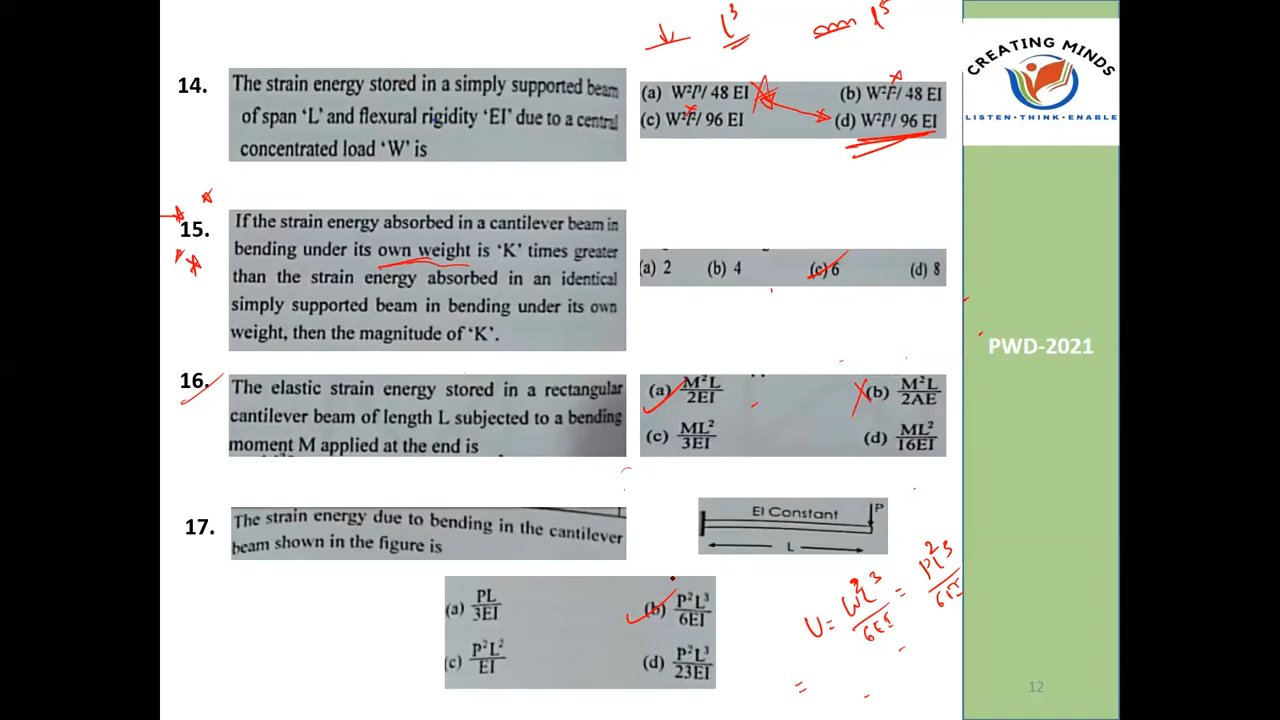 l³ l⁵
CREATING MINDS
LISTEN•THINK•ENABLE
14. The strain energy stored in a simply supported beam
of span ‘L’ and flexural rigidity ‘EI’ due to a central
concentrated load ‘W’ is
(a) W²l³/ 48 EI (b) W²l²/ 48 EI
(c) W²l²/ 96 EI (d) W²l³/ 96 EI
15. If the strain energy absorbed in a cantilever beam in
bending under its own weight is ‘K’ times greater
than the strain energy absorbed in an identical
simply supported beam in bending under its own
weight, then the magnitude of ‘K’.
(a) 2 (b) 4 (c) 6 (d) 8
PWD-2021
16. The elastic strain energy stored in a rectangular
cantilever beam of length L subjected to a bending
moment M applied at the end is
(a) M²L/2EI (b) M²L/2AE
(c) ML²/3EI (d) ML²/16EI
17. The strain energy due to bending in the cantilever
beam shown in the figure is
EI Constant P
L
(a) PL/3EI (b) P²L³/6EI
(c) P²L²/EI (d) P²L³/23EI
U = W²l³/6EI = P²l³/6EI
=
12